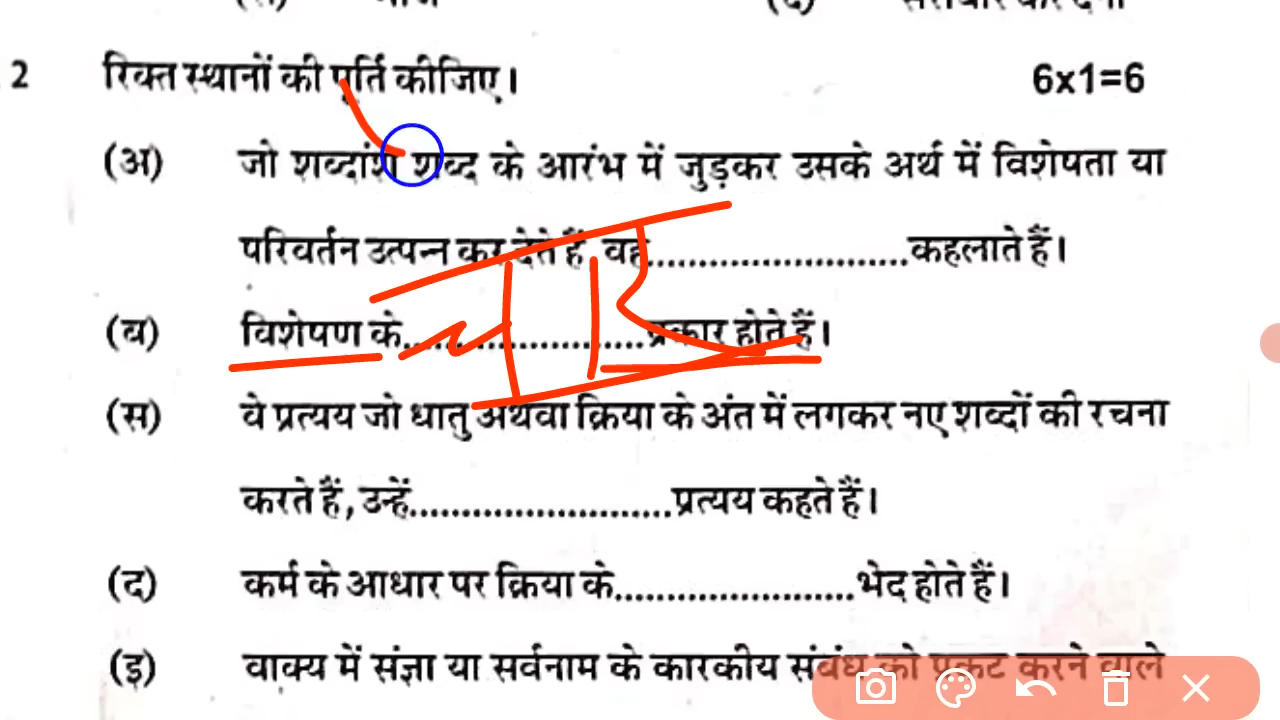 2 रिक्त स्थानों की पूर्ति कीजिए। 6x1=6
(अ) जो शब्दांश शब्द के आरंभ में जुड़कर उसके अर्थ में विशेषता या
परिवर्तन उत्पन्न कर देते हैं, वह.........................कहलाते हैं।
(ब) विशेषण के.......................प्रकार होते हैं।
(स) वे प्रत्यय जो धातु अथवा क्रिया के अंत में लगकर नए शब्दों की रचना
करते हैं, उन्हें.........................प्रत्यय कहते हैं।
(द) कर्म के आधार पर क्रिया के.......................भेद होते हैं।
(इ) वाक्य में संज्ञा या सर्वनाम के कारकीय संबंध को प्रकट करने वाले